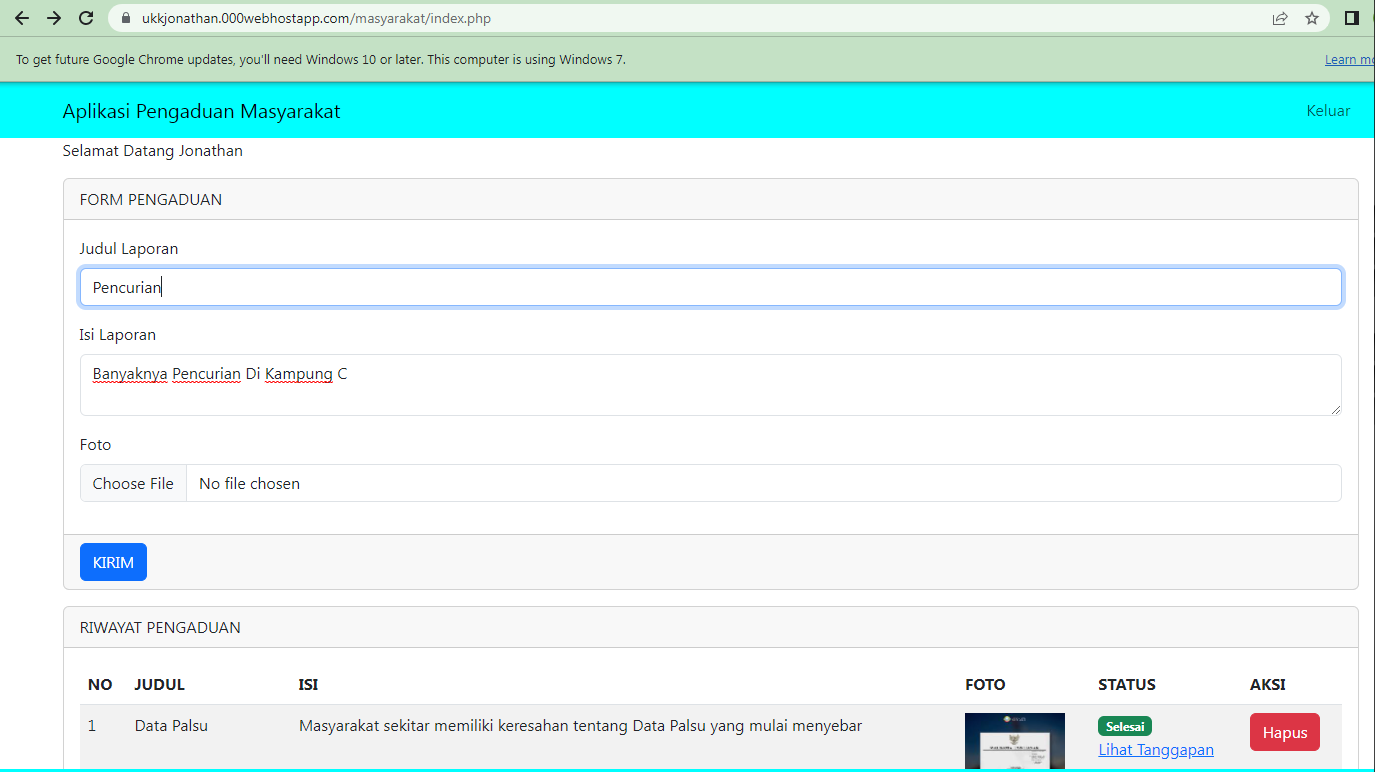 ukkjonathan.000webhostapp.com/masyarakat/index.php
To get future Google Chrome updates, you'll need Windows 10 or later. This computer is using Windows 7.
Learn mo
Aplikasi Pengaduan Masyarakat
Keluar
Selamat Datang Jonathan
FORM PENGADUAN
Judul Laporan
Pencurian
Isi Laporan
Banyaknya Pencurian Di Kampung C
Foto
Choose File No file chosen
KIRIM
RIWAYAT PENGADUAN
NO JUDUL ISI FOTO STATUS AKSI
1 Data Palsu Masyarakat sekitar memiliki keresahan tentang Data Palsu yang mulai menyebar Selesai Hapus
Lihat Tanggapan